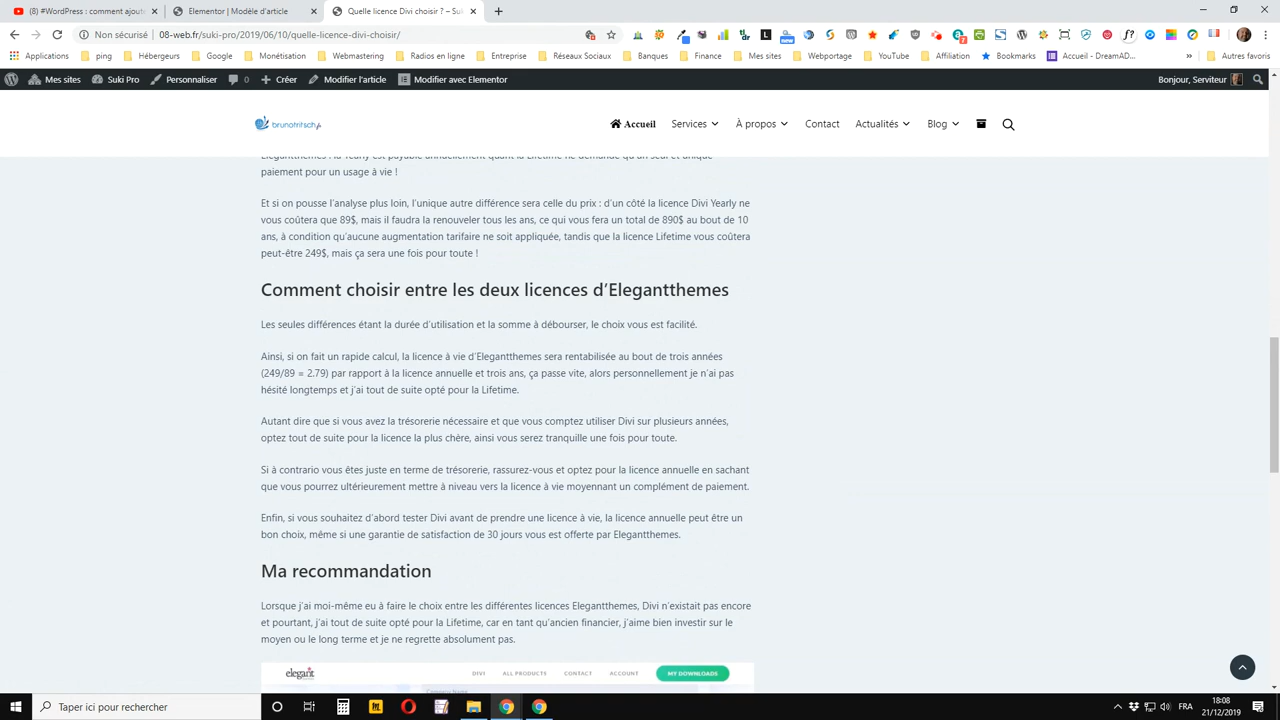 (8) #WordPress : comment ajout
Elementor | Modèle d'article
Quelle licence Divi choisir ? – Suk
Non sécurisé | 08-web.fr/suki-pro/2019/06/10/quelle-licence-divi-choisir/
Applications ping Hébergeurs Google Monétisation Webmastering Radios en ligne Entreprise Réseaux Sociaux Banques Finance Mes sites Webportage YouTube Affiliation Bookmarks Accueil - DreamAD... » Autres favoris
Mes sites Suki Pro Personnaliser 0 Créer Modifier l'article Modifier avec Elementor Bonjour, Serviteur
brunotritsch.fr Accueil Services À propos Contact Actualités Blog
Elegantthemes : la Yearly est payable annuellement quant la Lifetime ne demande qu'un seul et unique
paiement pour un usage à vie !
Et si on pousse l'analyse plus loin, l'unique autre différence sera celle du prix : d'un côté la licence Divi Yearly ne
vous coûtera que 89$, mais il faudra la renouveler tous les ans, ce qui vous fera un total de 890$ au bout de 10
ans, à condition qu'aucune augmentation tarifaire ne soit appliquée, tandis que la licence Lifetime vous coûtera
peut-être 249$, mais ça sera une fois pour toute !
Comment choisir entre les deux licences d'Elegantthemes
Les seules différences étant la durée d'utilisation et la somme à débourser, le choix vous est facilité.
Ainsi, si on fait un rapide calcul, la licence à vie d'Elegantthemes sera rentabilisée au bout de trois années
(249/89 = 2.79) par rapport à la licence annuelle et trois ans, ça passe vite, alors personnellement je n'ai pas
hésité longtemps et j'ai tout de suite opté pour la Lifetime.
Autant dire que si vous avez la trésorerie nécessaire et que vous comptez utiliser Divi sur plusieurs années,
optez tout de suite pour la licence la plus chère, ainsi vous serez tranquille une fois pour toute.
Si à contrario vous êtes juste en terme de trésorerie, rassurez-vous et optez pour la licence annuelle en sachant
que vous pourrez ultérieurement mettre à niveau vers la licence à vie moyennant un complément de paiement.
Enfin, si vous souhaitez d'abord tester Divi avant de prendre une licence à vie, la licence annuelle peut être un
bon choix, même si une garantie de satisfaction de 30 jours vous est offerte par Elegantthemes.
Ma recommandation
Lorsque j'ai moi-même eu à faire le choix entre les différentes licences Elegantthemes, Divi n'existait pas encore
et pourtant, j'ai tout de suite opté pour la Lifetime, car en tant qu'ancien financier, j'aime bien investir sur le
moyen ou le long terme et je ne regrette absolument pas.
elegant DIVI ALL PRODUCTS CONTACT ACCOUNT MY DOWNLOADS
Company Name
Taper ici pour rechercher
FRA
18:08
21/12/2019